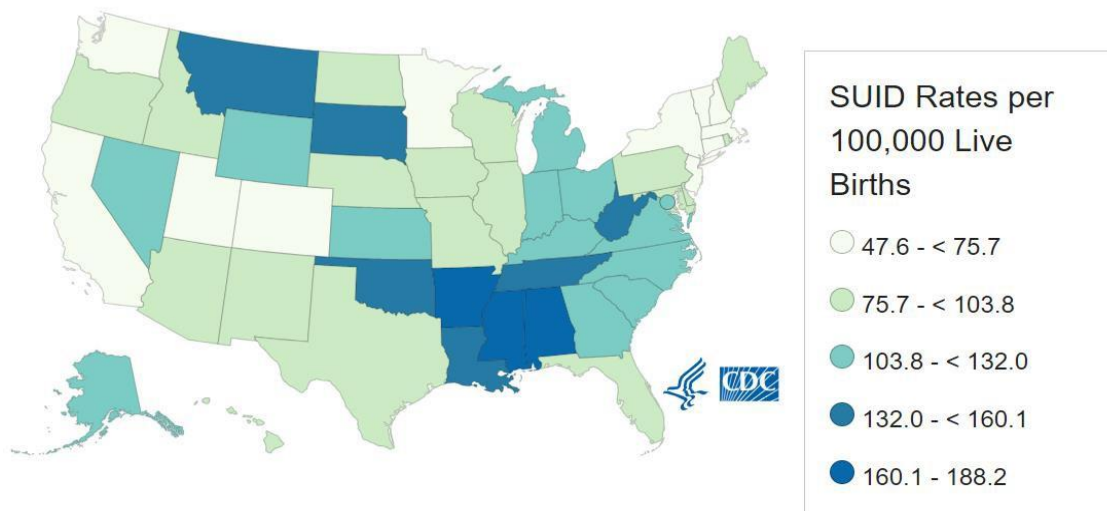 SUID Rates per
100,000 Live
Births
47.6 - < 75.7
75.7 - < 103.8
103.8 - < 132.0
132.0 - < 160.1
160.1 - 188.2
CDC